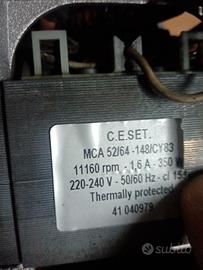 C.E.SET.
MCA 52/64 -148/CY83
11160 rpm - 1,6 A - 350 W
220-240 V - 50/60 Hz - cl 155
Thermally protected
41 040979
subito